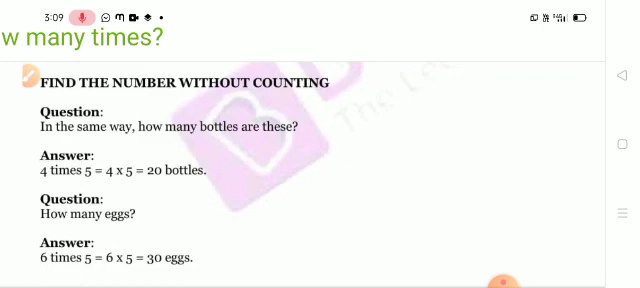 3:09
w many times?
FIND THE NUMBER WITHOUT COUNTING
Question:
In the same way, how many bottles are these?
Answer:
4 times 5 = 4 x 5 = 20 bottles.
Question:
How many eggs?
Answer:
6 times 5 = 6 x 5 = 30 eggs.